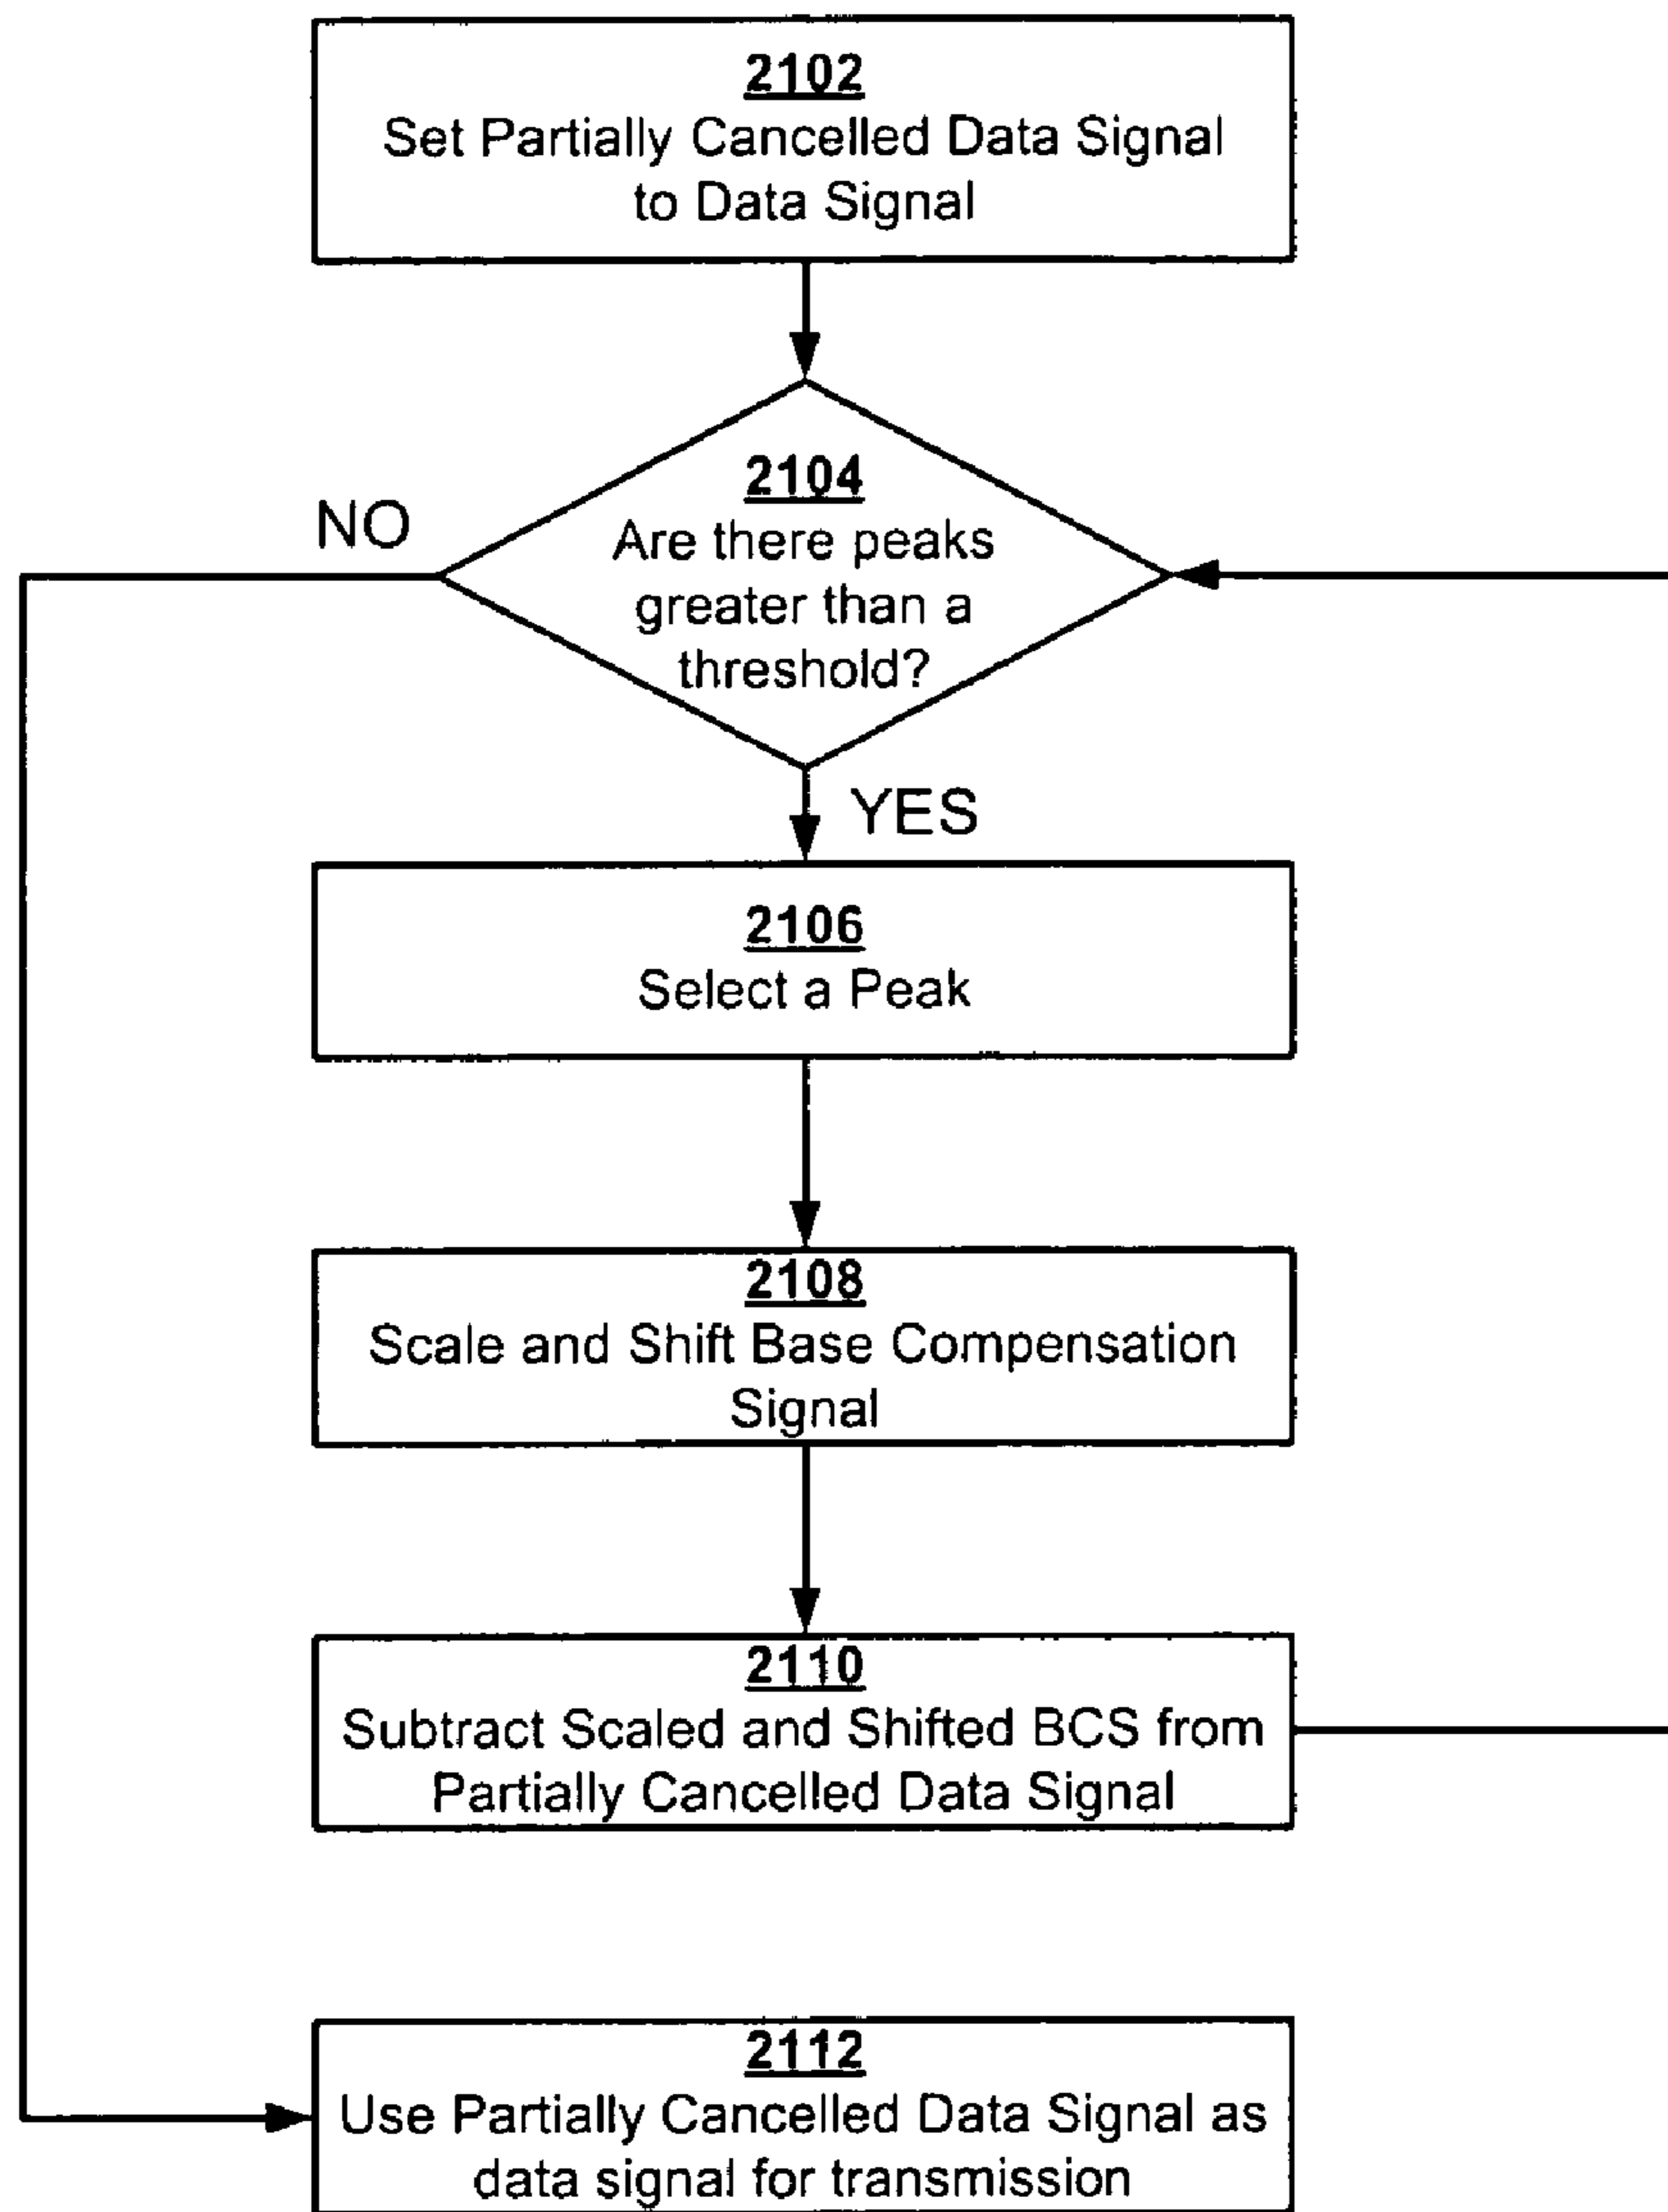 2102
Set Partially Cancelled Data Signal
to Data Signal
2104
Are there peaks
greater than a
threshold?
NO
YES
2106
Select a Peak
2108
Scale and Shift Base Compensation
Signal
2110
Subtract Scaled and Shifted BCS from
Partially Cancelled Data Signal
2112
Use Partially Cancelled Data Signal as
data signal for transmission